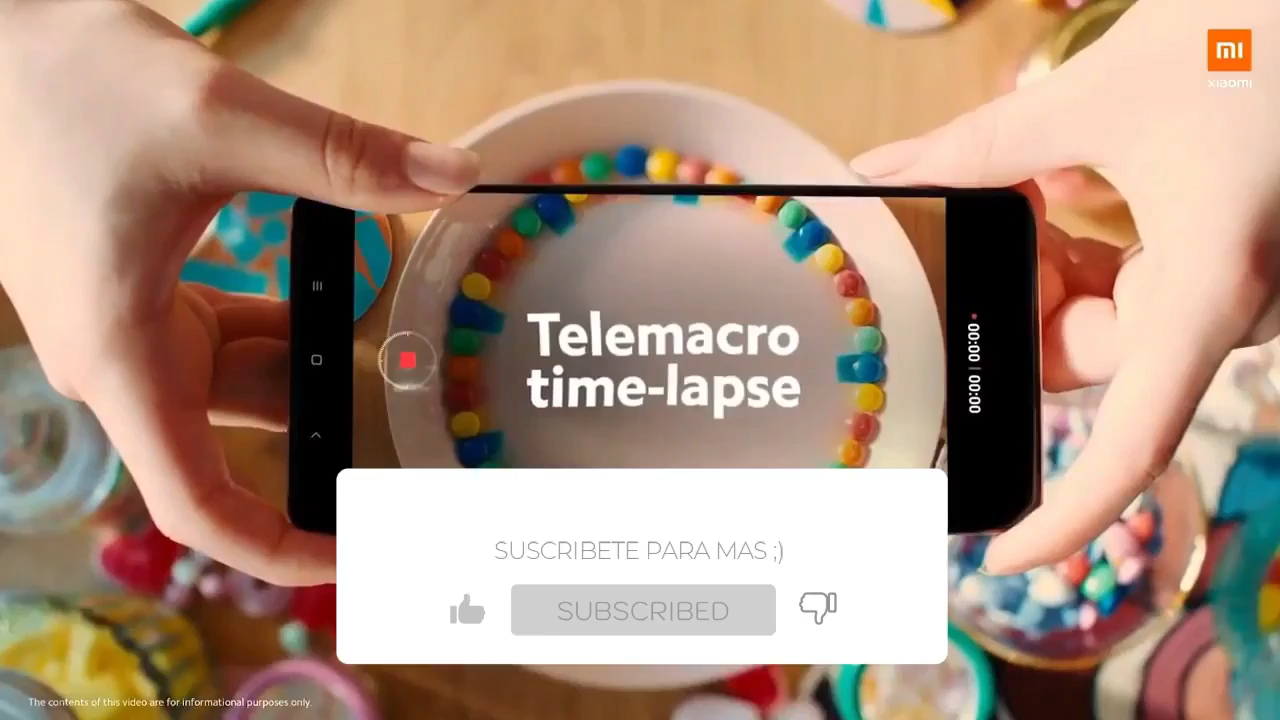 mi
xiaomi
Telemacro
time-lapse
00:00 | 00:00
SUSCRIBETE PARA MAS ;)
SUBSCRIBED
The contents of this video are for informational purposes only.